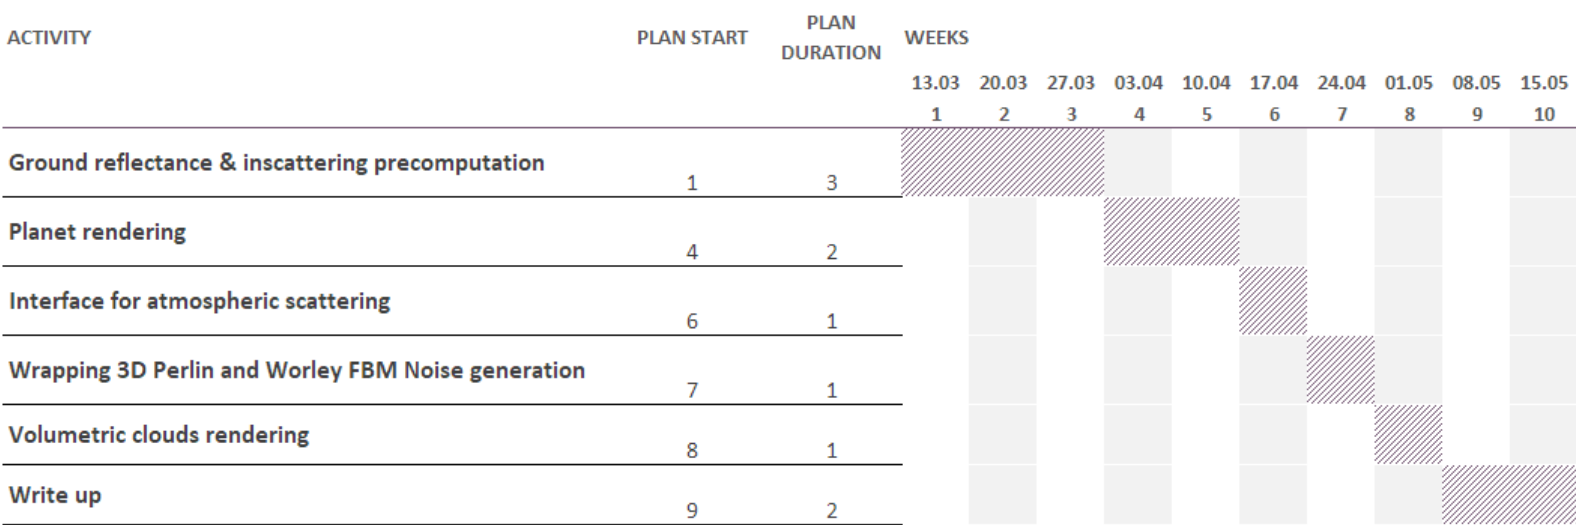 ACTIVITY PLAN START PLAN DURATION WEEKS
13.03 20.03 27.03 03.04 10.04 17.04 24.04 01.05 08.05 15.05
1 2 3 4 5 6 7 8 9 10
Ground reflectance & inscattering precomputation 1 3
Planet rendering 4 2
Interface for atmospheric scattering 6 1
Wrapping 3D Perlin and Worley FBM Noise generation 7 1
Volumetric clouds rendering 8 1
Write up 9 2